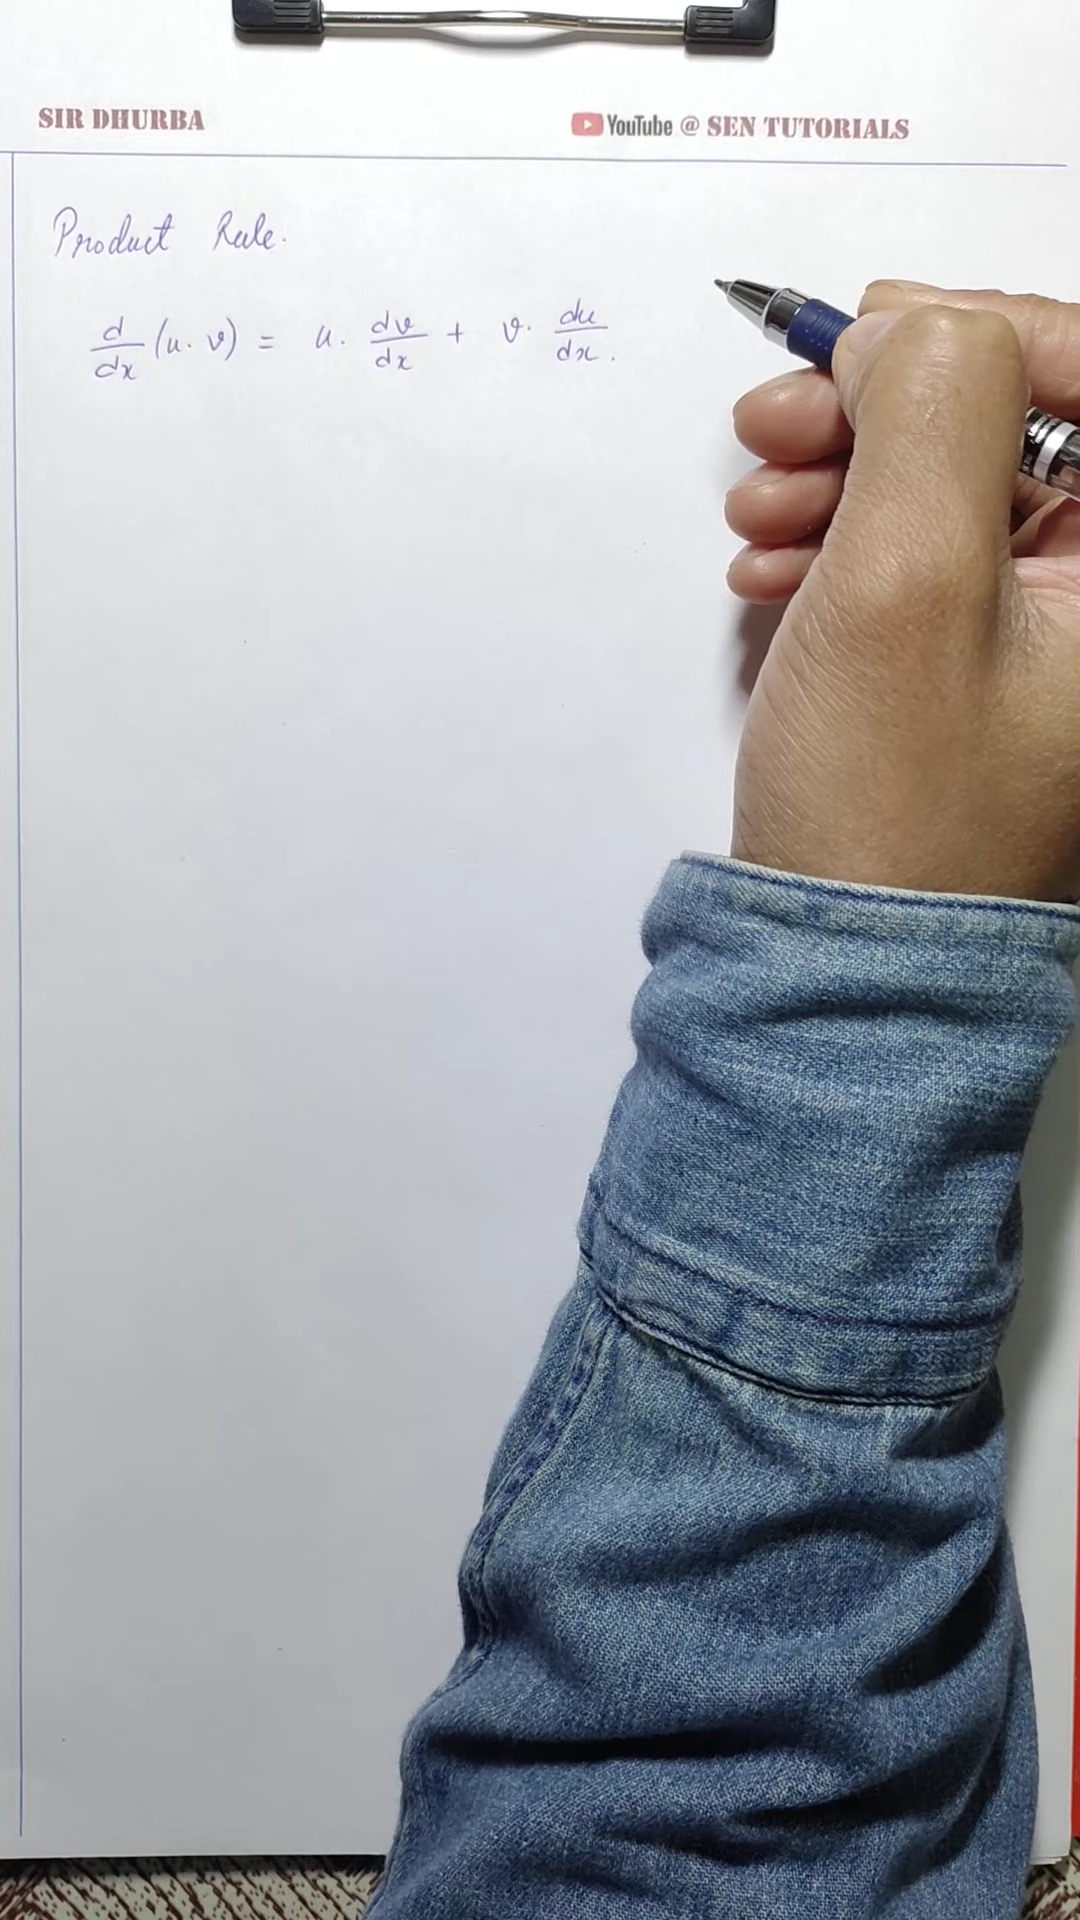 SIR DHURBA
YouTube @ SEN TUTORIALS
Product Rule.
d/dx (u. v) = u. dv/dx + v. du/dx.